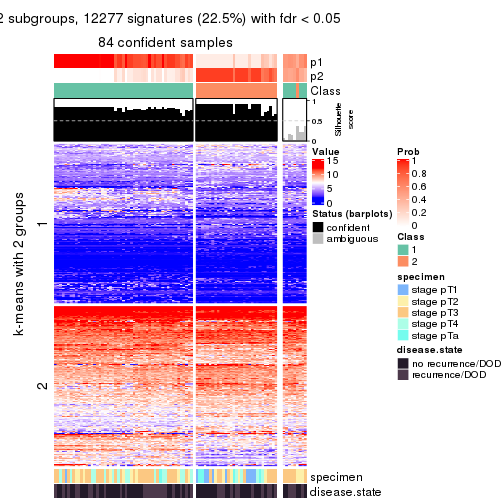 2 subgroups, 12277 signatures (22.5%) with fdr < 0.05
84 confident samples
p1
p2
Class
1
0.5
0
Silhouette
score
k-means with 2 groups
1
2
Value
15
10
5
0
Status (barplots)
confident
ambiguous
Prob
1
0.8
0.6
0.4
0.2
0
Class
1
2
specimen
stage pT1
stage pT2
stage pT3
stage pT4
stage pTa
disease.state
no recurrence/DOD
recurrence/DOD
specimen
disease.state